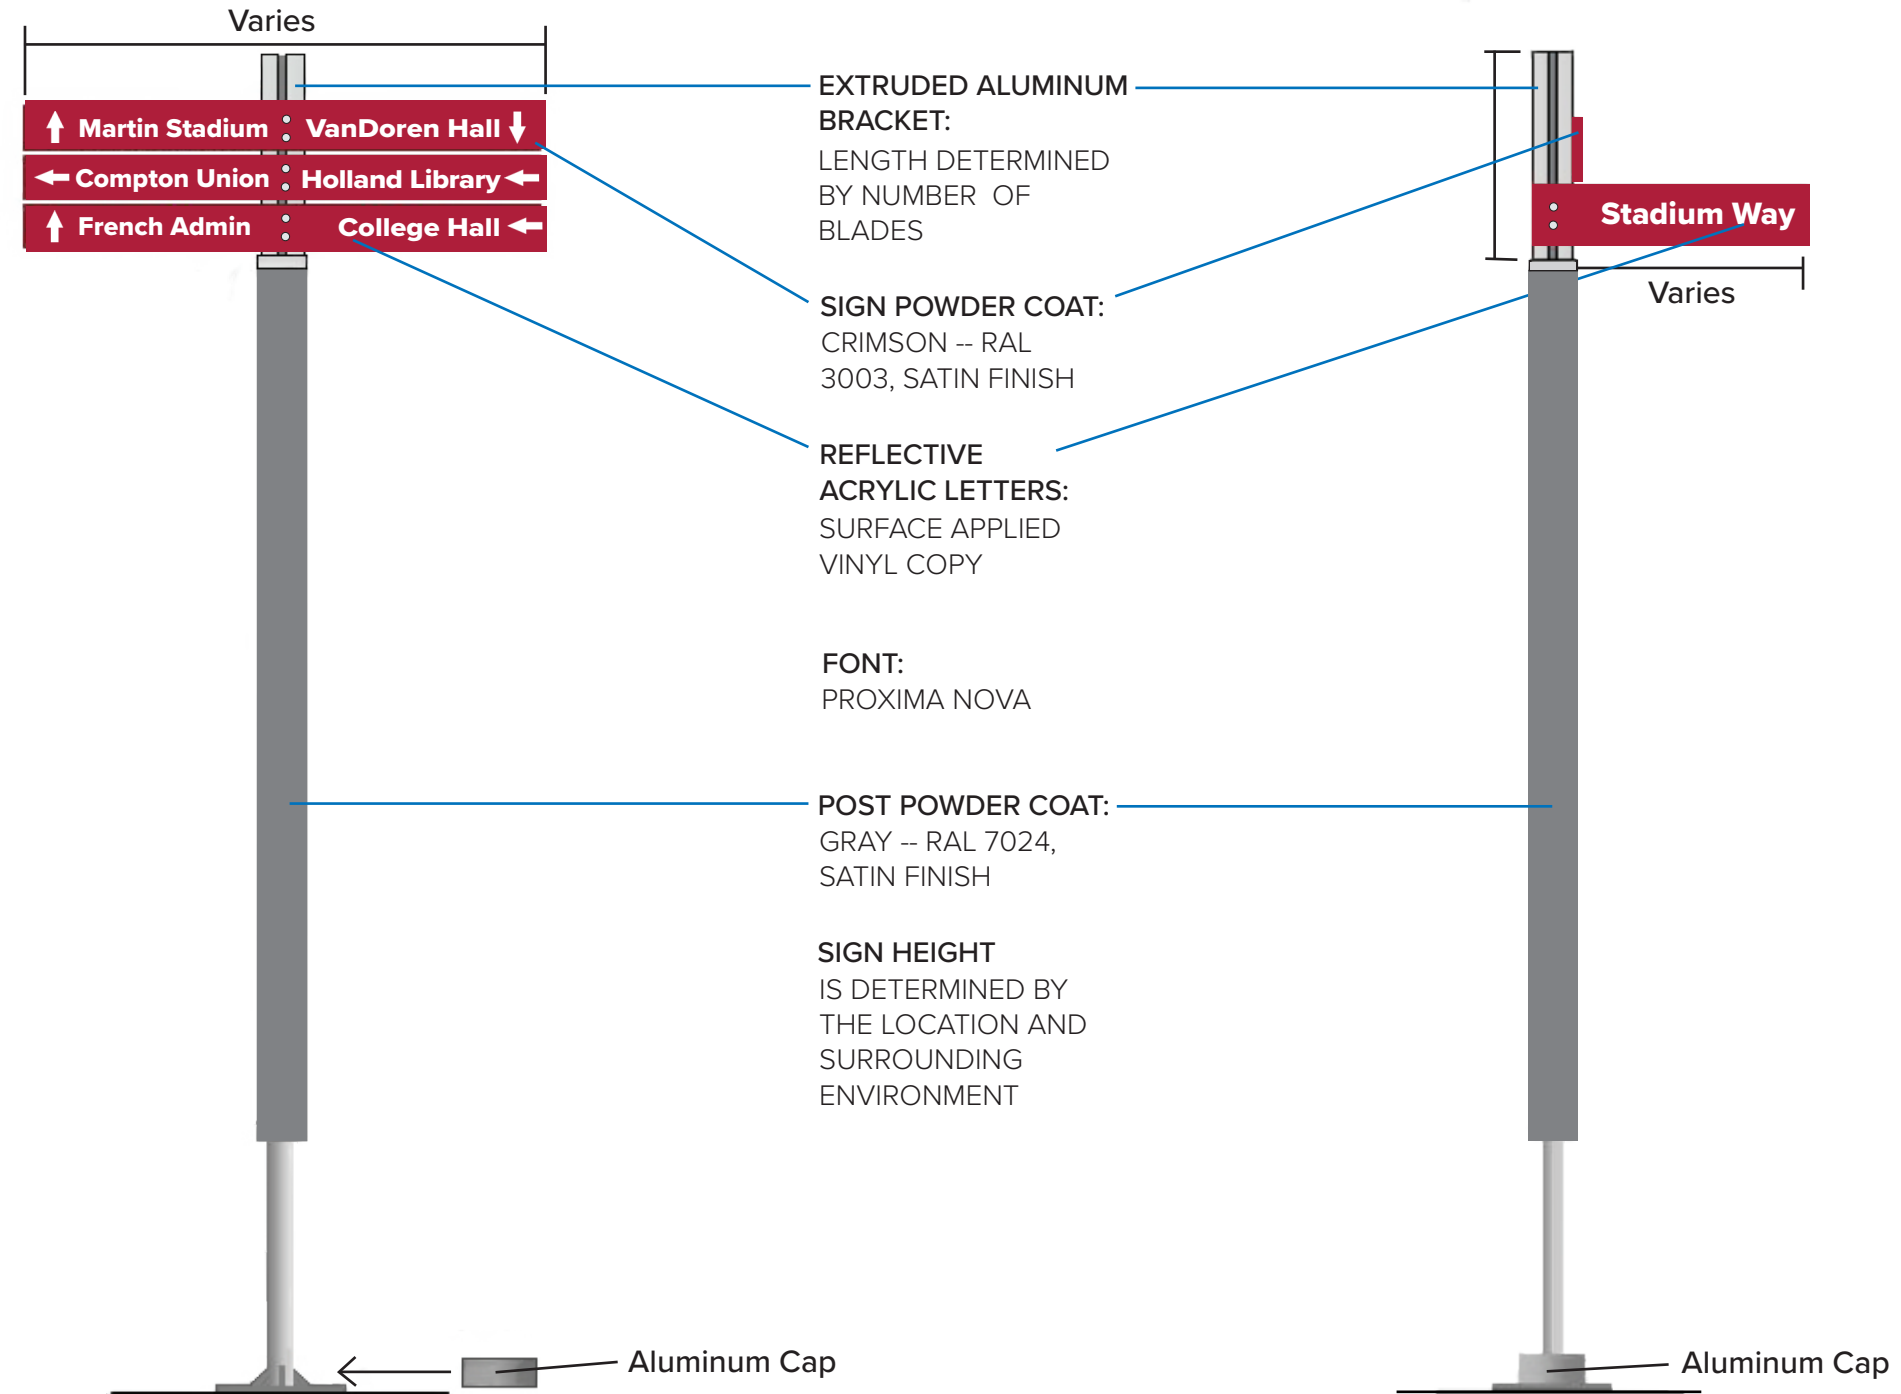 Varies
Martin Stadium VanDoren Hall
Compton Union Holland Library
French Admin College Hall
EXTRUDED ALUMINUM
BRACKET:
LENGTH DETERMINED
BY NUMBER OF
BLADES
SIGN POWDER COAT:
CRIMSON -- RAL
3003, SATIN FINISH
REFLECTIVE
ACRYLIC LETTERS:
SURFACE APPLIED
VINYL COPY
FONT:
PROXIMA NOVA
POST POWDER COAT:
GRAY -- RAL 7024,
SATIN FINISH
SIGN HEIGHT
IS DETERMINED BY
THE LOCATION AND
SURROUNDING
ENVIRONMENT
Aluminum Cap
Stadium Way
Varies
Aluminum Cap